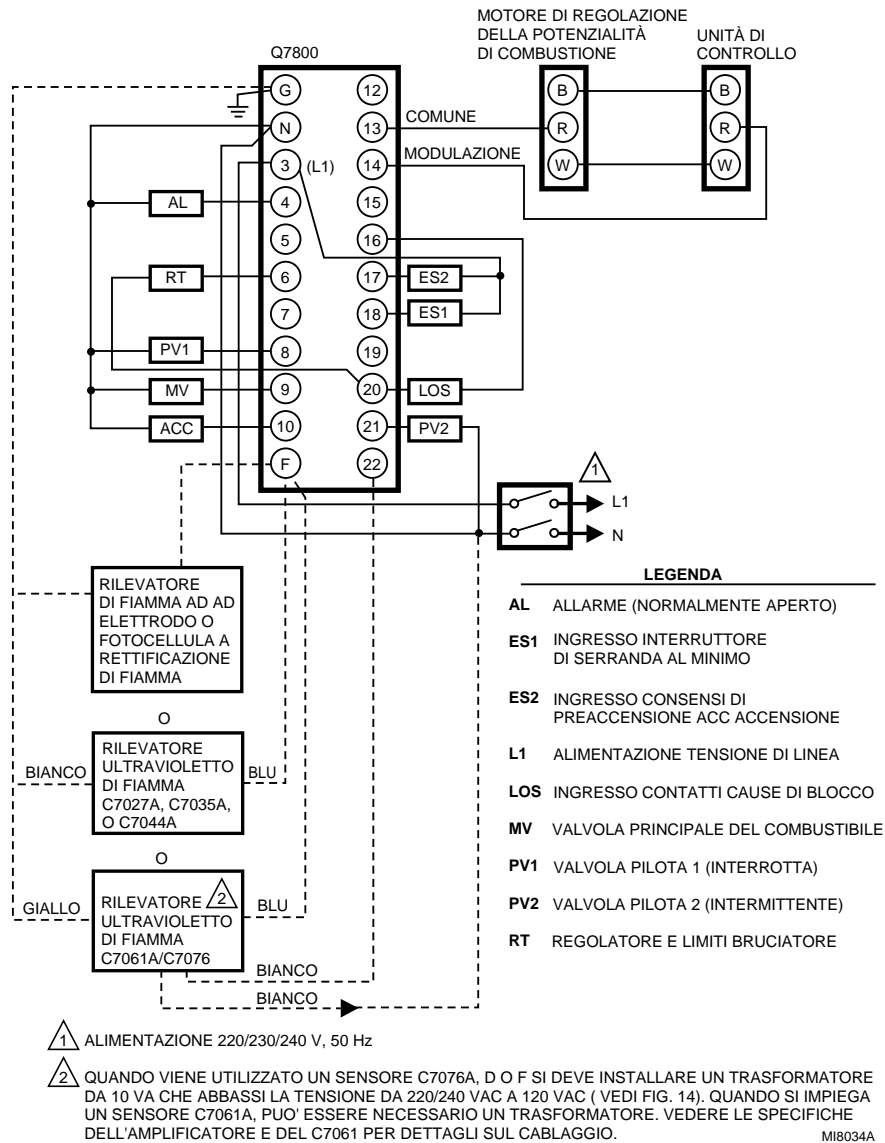 MOTORE DI REGOLAZIONE
DELLA POTENZIALITÀ
DI COMBUSTIONE
UNITÀ DI
CONTROLLO
Q7800
G
12
B
B
N
13
COMUNE
R
R
3
(L1)
14
MODULAZIONE
W
W
AL
4
15
5
16
RT
6
17
ES2
7
18
ES1
PV1
8
19
MV
9
20
LOS
ACC
10
21
PV2
F
22
1
L1
N
RILEVATORE
DI FIAMMA AD AD
ELETTRODO O
FOTOCELLULA A
RETTIFICAZIONE
DI FIAMMA
O
BIANCO
RILEVATORE
ULTRAVIOLETTO
DI FIAMMA
C7027A, C7035A,
O C7044A
BLU
O
GIALLO
RILEVATORE
ULTRAVIOLETTO
DI FIAMMA
C7061A/C7076
2
BLU
BIANCO
BIANCO
LEGENDA
AL ALLARME (NORMALMENTE APERTO)
ES1 INGRESSO INTERRUTTORE
DI SERRANDA AL MINIMO
ES2 INGRESSO CONSENSI DI
PREACCENSIONE ACC ACCENSIONE
L1 ALIMENTAZIONE TENSIONE DI LINEA
LOS INGRESSO CONTATTI CAUSE DI BLOCCO
MV VALVOLA PRINCIPALE DEL COMBUSTIBILE
PV1 VALVOLA PILOTA 1 (INTERROTTA)
PV2 VALVOLA PILOTA 2 (INTERMITTENTE)
RT REGOLATORE E LIMITI BRUCIATORE
1 ALIMENTAZIONE 220/230/240 V, 50 Hz
2 QUANDO VIENE UTILIZZATO UN SENSORE C7076A, D O F SI DEVE INSTALLARE UN TRASFORMATORE
DA 10 VA CHE ABBASSI LA TENSIONE DA 220/240 VAC A 120 VAC ( VEDI FIG. 14). QUANDO SI IMPIEGA
UN SENSORE C7061A, PUO' ESSERE NECESSARIO UN TRASFORMATORE. VEDERE LE SPECIFICHE
DELL'AMPLIFICATORE E DEL C7061 PER DETTAGLI SUL CABLAGGIO.
MI8034A